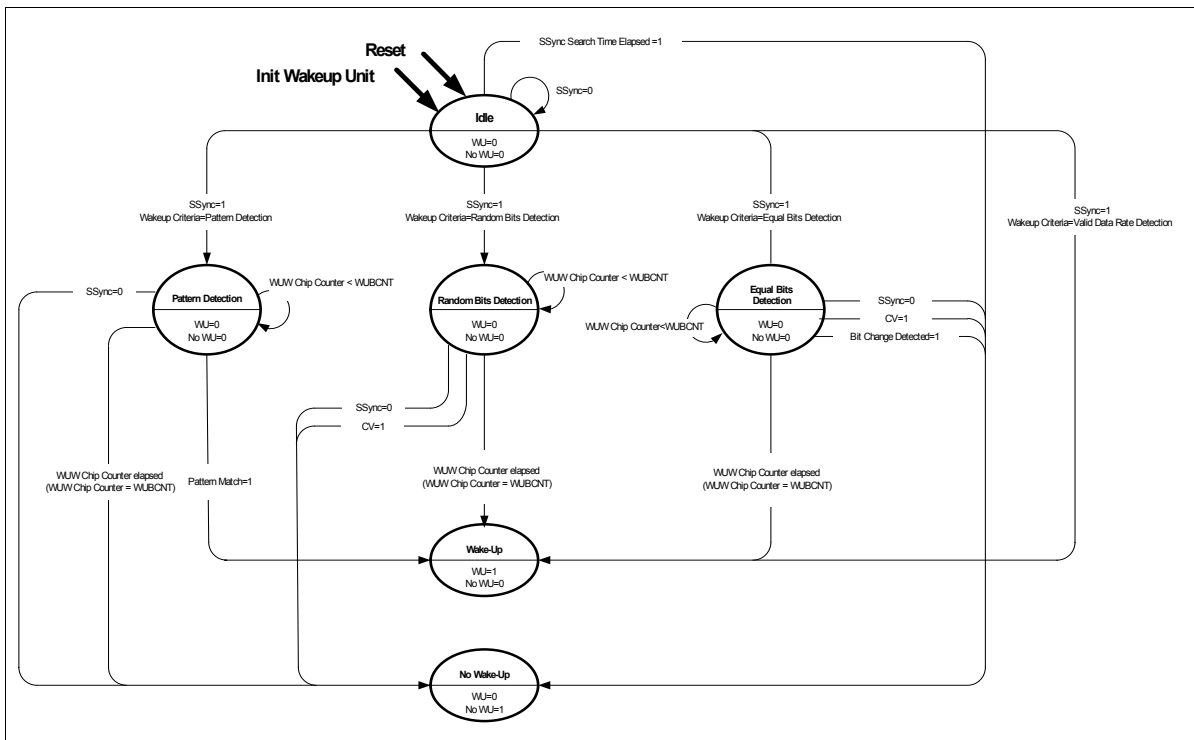 SSync Search Time Elapsed =1
Reset
Init Wakeup Unit
SSync=0
Idle
WU=0
No WU=0
SSync=1
Wakeup Criteria=Pattern Detection
SSync=1
Wakeup Criteria=Random Bits Detection
SSync=1
Wakeup Criteria=Equal Bits Detection
SSync=1
Wakeup Criteria=Valid Data Rate Detection
SSync=0
Pattern Detection
WU=0
No WU=0
WUW Chip Counter < WUBCNT
Random Bits Detection
WU=0
No WU=0
WUW Chip Counter < WUBCNT
Equal Bits
Detection
WU=0
No WU=0
WUW Chip Counter<WUBCNT
SSync=0
CV=1
Bit Change Detected=1
SSync=0
CV=1
WUW Chip Counter elapsed
(WUW Chip Counter = WUBCNT)
Pattern Match=1
WUW Chip Counter elapsed
(WUW Chip Counter = WUBCNT)
WUW Chip Counter elapsed
(WUW Chip Counter = WUBCNT)
Wake-Up
WU=1
No WU=0
No Wake-Up
WU=0
No WU=1